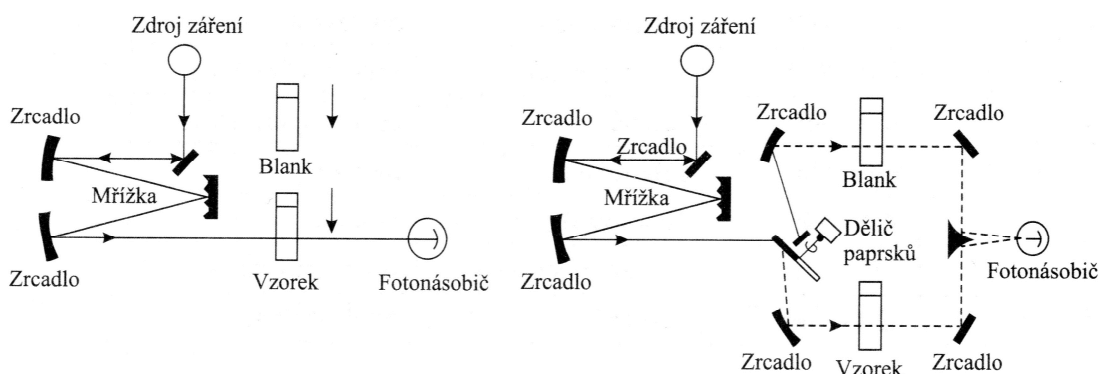 Zdroj záření
Zrcadlo
Blank
Mřížka
Zrcadlo
Vzorek
Fotonásobič
Zdroj záření
Zrcadlo
Zrcadlo
Mřížka
Zrcadlo
Zrcadlo
Blank
Zrcadlo
Dělič
paprsků
Fotonásobič
Zrcadlo
Vzorek
Zrcadlo